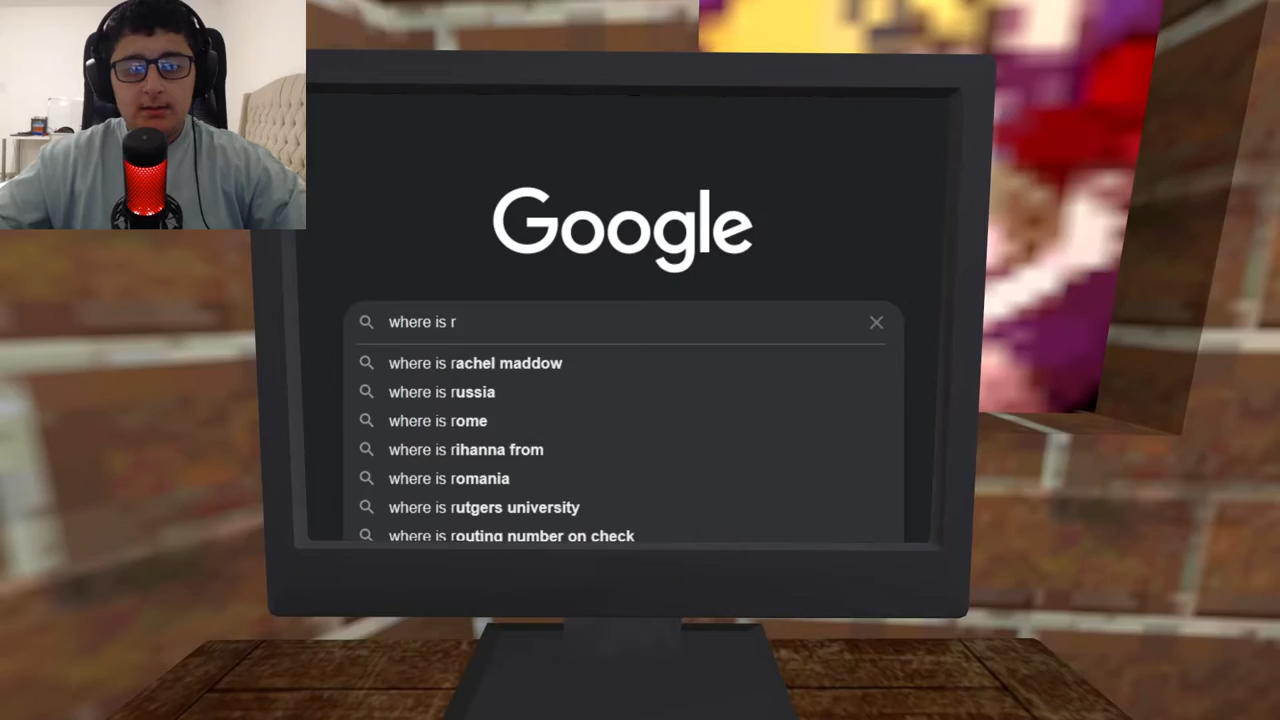 Google
where is r
where is rachel maddow
where is russia
where is rome
where is rihanna from
where is romania
where is rutgers university
where is routing number on check